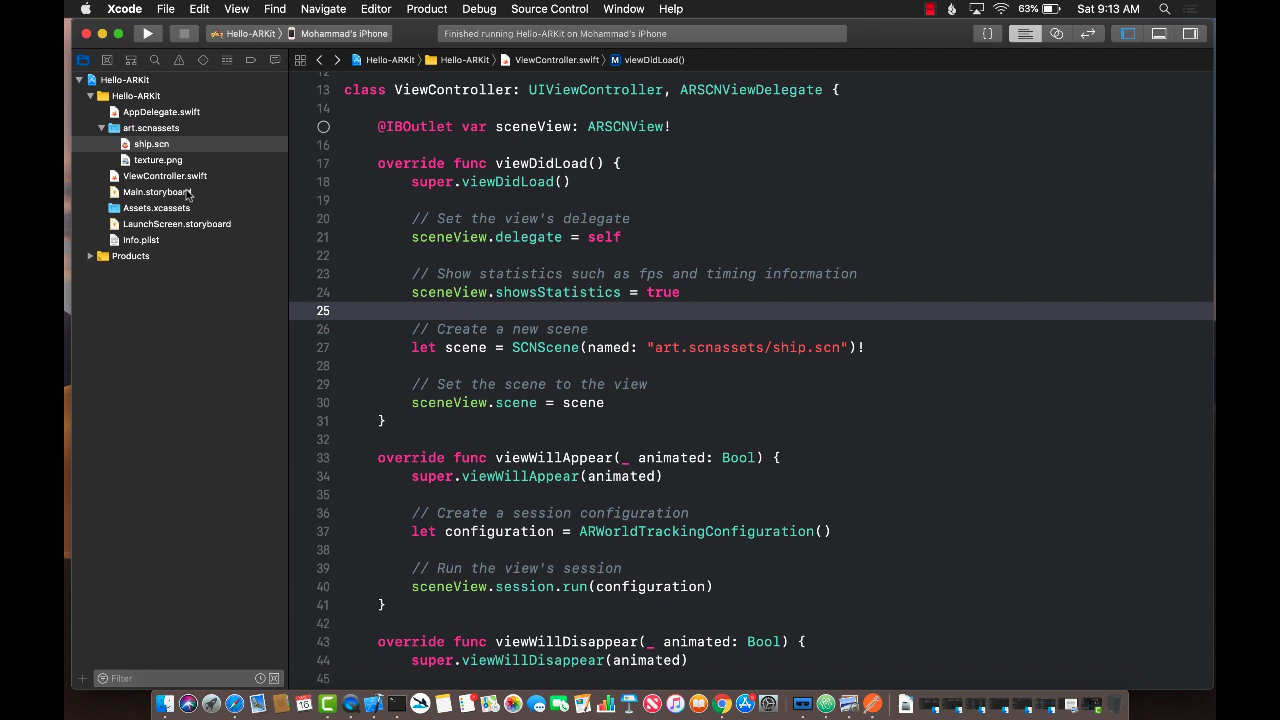 Xcode File Edit View Find Navigate Editor Product Debug Source Control Window Help 63% Sat 9:13 AM
Hello-ARKit Mohammad's iPhone Finished running Hello-ARKit on Mohammad's iPhone
Hello-ARKit Hello-ARKit ViewController.swift M viewDidLoad()
Hello-ARKit
Hello-ARKit
AppDelegate.swift
art.scnassets
ship.scn
texture.png
ViewController.swift
Main.storyboard
Assets.xcassets
LaunchScreen.storyboard
Info.plist
Products
Filter
12
13 class ViewController: UIViewController, ARSCNViewDelegate {
14
@IBOutlet var sceneView: ARSCNView!
16
17 override func viewDidLoad() {
18 super.viewDidLoad()
19
20 // Set the view's delegate
21 sceneView.delegate = self
22
23 // Show statistics such as fps and timing information
24 sceneView.showsStatistics = true
25
26 // Create a new scene
27 let scene = SCNScene(named: "art.scnassets/ship.scn")!
28
29 // Set the scene to the view
30 sceneView.scene = scene
31 }
32
33 override func viewWillAppear(_ animated: Bool) {
34 super.viewWillAppear(animated)
35
36 // Create a session configuration
37 let configuration = ARWorldTrackingConfiguration()
38
39 // Run the view's session
40 sceneView.session.run(configuration)
41 }
42
43 override func viewWillDisappear(_ animated: Bool) {
44 super.viewWillDisappear(animated)
45